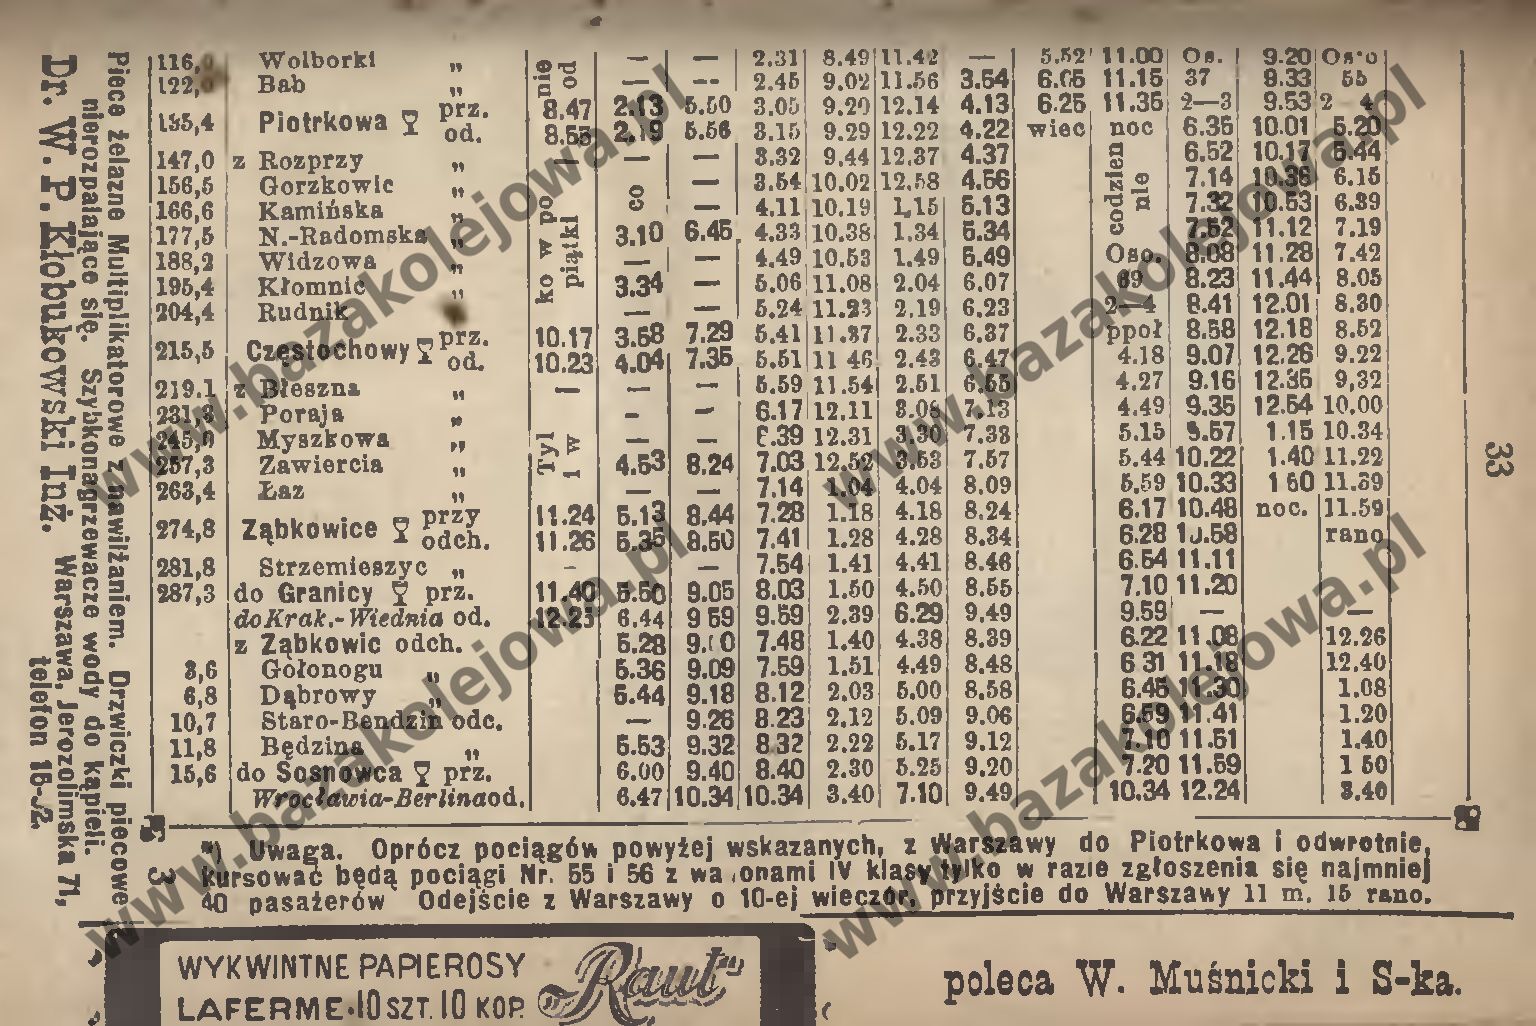 116,0 Wolborki „ nie od — — 2.31 8.49 11.42 — 5.52 11.00 Os. 9.20 Os·o
122,0 Bab „ — — 2.45 9.02 11.56 3.54 6.05 11.15 37 9.33 55
135,4 Piotrkowa prz. 8.47 2.13 5.50 3.05 9.20 12.14 4.13 6.25 11.35 2—3 9.53 2 4
od. 8.55 2.19 5.56 3.15 9.29 12.22 4.22 wiec noc 6.35 10.01 5.20
147,0 z Rozprzy „ — — — 3.32 9.44 12.37 4.37 codzien nie 6.52 10.17 5.44
156,5 Gorzkowic „ ko w po piątki co — 3.54 10.02 12.58 4.56 7.14 10.36 6.15
166,6 Kamińska „ — 4.11 10.19 1.15 5.13 7.32 10.53 6.39
177,5 N.-Radomska „ 3.10 6.45 4.33 10.38 1.34 5.34 7.52 11.12 7.19
188,2 Widzowa „ — — 4.49 10.53 1.49 5.49 Oso. 8.08 11.28 7.42
195,4 Kłomnic „ 3.34 — 5.06 11.08 2.04 6.07 69 8.23 11.44 8.05
204,4 Rudnik „ — — 5.24 11.23 2.19 6.23 2—4 8.41 12.01 8.30
215,5 Częstochowy prz. 10.17 3.58 7.29 5.41 11.37 2.33 6.37 ppoł 8.58 12.18 8.52
od. 10.23 4.04 7.35 5.51 11 46 2.43 6.47 4.18 9.07 12.26 9.22
219.1 z Błeszna „ — — — 5.59 11.54 2.51 6.55 4.27 9.16 12.35 9,32
231,3 Poraja „ Tyl 1 w — — 6.17 12.11 3.08 7.13 4.49 9.35 12.54 10.00
245,0 Myszkowa „ — — 6.39 12.31 3.30 7.33 5.15 9.57 1.15 10.34
257,3 Zawiercia „ 4.53 8.24 7.03 12.52 3.53 7.57 5.44 10.22 1.40 11.22
263,4 Łaz „ — — 7.14 1.04 4.04 8.09 5.59 10.33 1 50 11.39
274,8 Ząbkowice przy 11.24 5.13 8.44 7.28 1.18 4.18 8.24 6.17 10.48 noc. 11.59
odch. 11.26 5.35 8.50 7.41 1.28 4.28 8.34 6.28 10.58 rano
281,8 Strzemieszyc „ - — 7.54 1.41 4.41 8.46 6.54 11.11
287,3 do Granicy prz. 11.40 5.50 9.05 8.03 1.50 4.50 8.55 7.10 11.20
do Krak.-Wiednia od. 12.25 6.44 9 59 9.59 2.39 6.29 9.49 9.59 — —
z Ząbkowic odch. 5.28 9.00 7.48 1.40 4.38 8.39 6.22 11.08 12.26
3,6 Gołonogu „ 5.36 9.09 7.59 1.51 4.49 8.48 6 31 11.18 12.40
6,8 Dąbrowy „ 5.44 9.18 8.12 2.03 5.00 8.58 6.45 11.30 1.08
10,7 Staro-Bendzin odc. — 9.26 8.23 2.12 5.09 9.06 6.59 11.41 1.20
11,8 Będzina „ 5.53 9.32 8.32 2.22 5.17 9.12 7.10 11.51 1.40
15,6 do Sosnowca prz. 6.00 9.40 8.40 2.30 5.25 9.20 7.20 11.59 1 50
Wrocławia-Berlina od. 6.47 10.34 10.34 3.40 7.10 9.49 10.34 12.24 3.40
*) Uwaga. Oprócz pociągów powyżej wskazanych, z Warszawy do Piotrkowa i odwrotnie,
kursować będą pociągi Nr. 55 i 56 z wagonami IV klasy tylko w razie zgłoszenia się najmniej
40 pasażerów Odejście z Warszawy o 10-ej wieczór, przyjście do Warszawy 11 m. 15 rano.
33
Piece żelazne Multiplikatorowe z nawilżaniem. Drzwiczki piecowe
nierozpalające się. Szybkonagrzewacze wody do kąpieli.
Dr. W. P. Kłobukowski Inż. Warszawa, Jerozolimska 71,
telefon 16-92.
WYKWINTNE PAPIEROSY
LAFERME·10 SZT. 10 KOP.
„Raut"
poleca W. Muśnicki i S-ka.
www.bazakolejowa.pl
www.bazakolejowa.pl
www.bazakolejowa.pl
www.bazakolejowa.pl